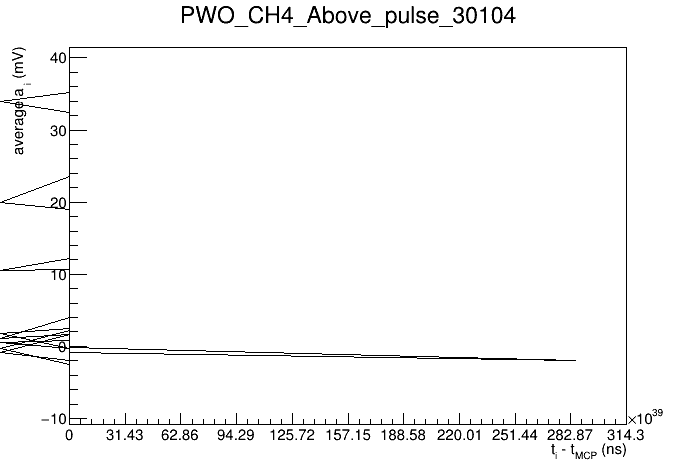 PWO_CH4_Above_pulse_30104
average a i (mV)
40
30
20
10
0
−10
0 31.43 62.86 94.29 125.72 157.15 188.58 220.01 251.44 282.87 314.3
×10^39
t_i - t_MCP (ns)